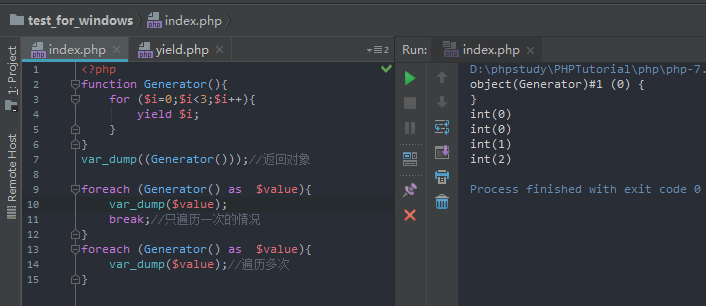 test_for_windows index.php
1: Project
Remote Host
index.php yield.php
1 <?php
2 function Generator(){
3 for ($i=0;$i<3;$i++){
4 yield $i;
5 }
6 }
7 var_dump((Generator()));//返回对象
8
9 foreach (Generator() as  $value){
10 var_dump($value);
11 break;//只遍历一次的情况
12 }
13 foreach (Generator() as  $value){
14 var_dump($value);//遍历多次
15 }
Run: index.php
D:\phpstudy\PHPTutorial\php\php-7.
object(Generator)#1 (0) {
}
int(0)
int(0)
int(1)
int(2)
Process finished with exit code 0